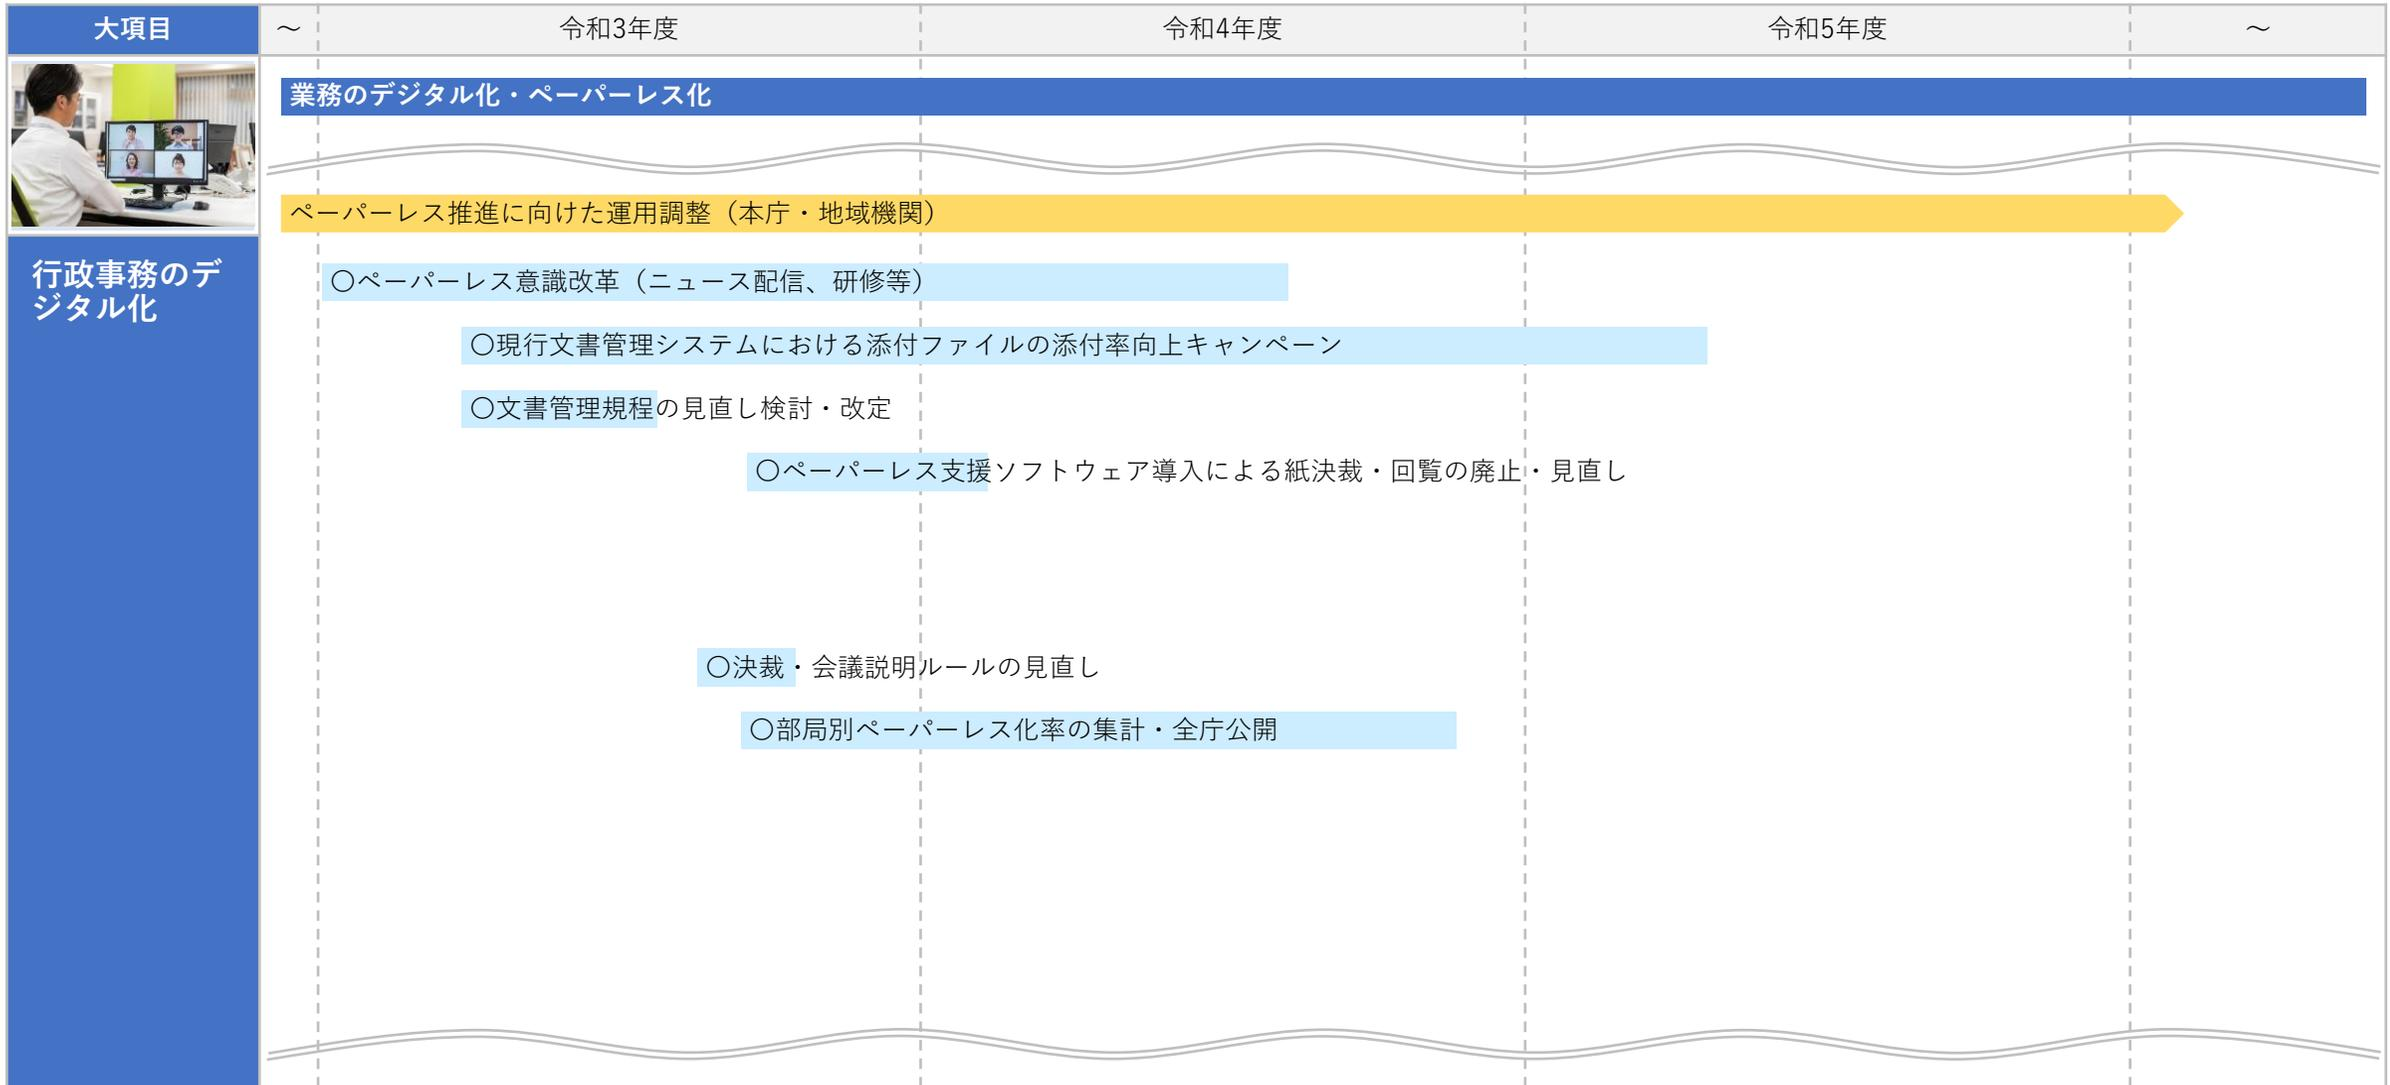 大項目
～
令和3年度
令和4年度
令和5年度
～
業務のデジタル化・ペーパーレス化
ペーパーレス推進に向けた運用調整（本庁・地域機関）
行政事務のデ
ジタル化
〇ペーパーレス意識改革（ニュース配信、研修等）
〇現行文書管理システムにおける添付ファイルの添付率向上キャンペーン
〇文書管理規程の見直し検討・改定
〇ペーパーレス支援ソフトウェア導入による紙決裁・回覧の廃止・見直し
〇決裁・会議説明ルールの見直し
〇部局別ペーパーレス化率の集計・全庁公開